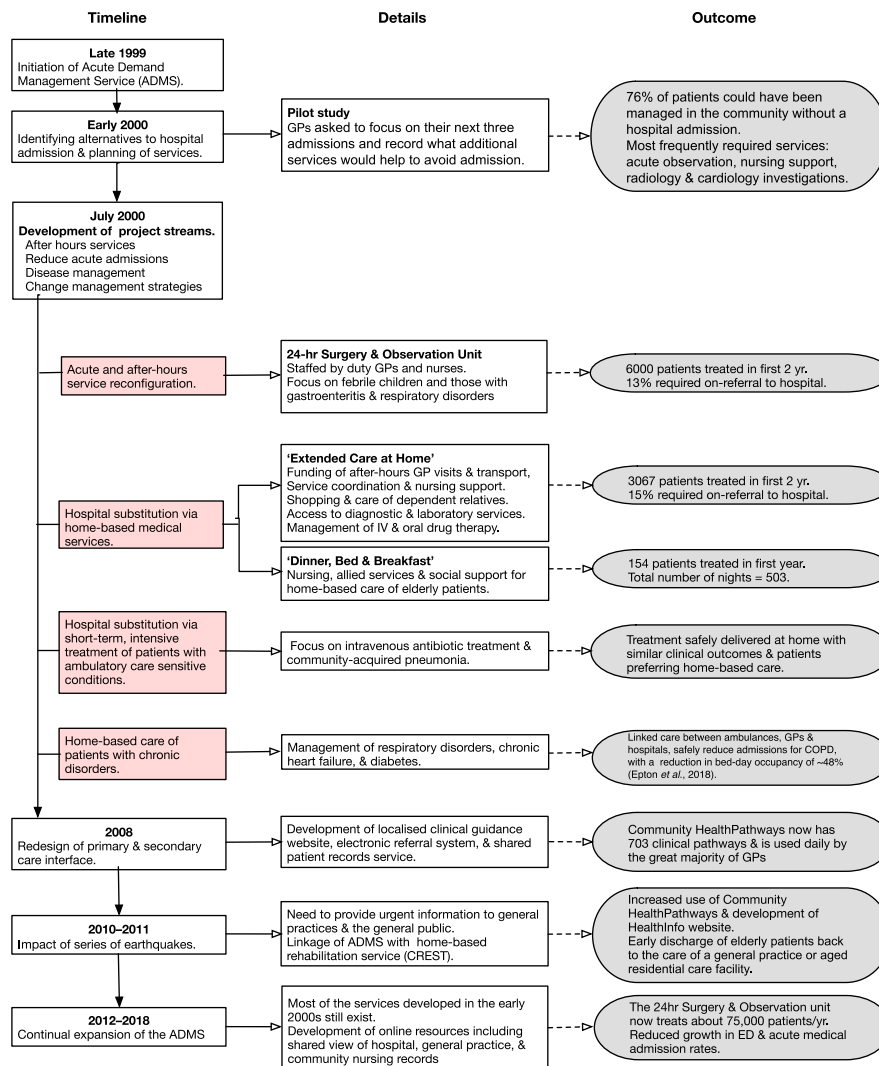 Timeline
Details
Outcome
Late 1999
Initiation of Acute Demand
Management Service (ADMS).
Early 2000
Identifying alternatives to hospital
admission & planning of services.
Pilot study
GPs asked to focus on their next three
admissions and record what additional
services would help to avoid admission.
76% of patients could have been
managed in the community without a
hospital admission.
Most frequently required services:
acute observation, nursing support,
radiology & cardiology investigations.
July 2000
Development of project streams.
After hours services
Reduce acute admissions
Disease management
Change management strategies
Acute and after-hours
service reconfiguration.
24-hr Surgery & Observation Unit
Staffed by duty GPs and nurses.
Focus on febrile children and those with
gastroenteritis & respiratory disorders
6000 patients treated in first 2 yr.
13% required on-referral to hospital.
Hospital substitution via
home-based medical
services.
‘Extended Care at Home’
Funding of after-hours GP visits & transport,
Service coordination & nursing support.
Shopping & care of dependent relatives.
Access to diagnostic & laboratory services.
Management of IV & oral drug therapy.
3067 patients treated in first 2 yr.
15% required on-referral to hospital.
‘Dinner, Bed & Breakfast’
Nursing, allied services & social support for
home-based care of elderly patients.
154 patients treated in first year.
Total number of nights = 503.
Hospital substitution via
short-term, intensive
treatment of patients with
ambulatory care sensitive
conditions.
Focus on intravenous antibiotic treatment &
community-acquired pneumonia.
Treatment safely delivered at home with
similar clinical outcomes & patients
preferring home-based care.
Home-based care of
patients with chronic
disorders.
Management of respiratory disorders, chronic
heart failure, & diabetes.
Linked care between ambulances, GPs &
hospitals, safely reduce admissions for COPD,
with a reduction in bed-day occupancy of ~48%
(Epton et al., 2018).
2008
Redesign of primary & secondary
care interface.
Development of localised clinical guidance
website, electronic referral system, & shared
patient records service.
Community HealthPathways now has
703 clinical pathways & is used daily by
the great majority of GPs
2010–2011
Impact of series of earthquakes.
Need to provide urgent information to general
practices & the general public.
Linkage of ADMS with home-based
rehabilitation service (CREST).
Increased use of Community
HealthPathways & development of
HealthInfo website.
Early discharge of elderly patients back
to the care of a general practice or aged
residential care facility.
2012–2018
Continual expansion of the ADMS
Most of the services developed in the early
2000s still exist.
Development of online resources including
shared view of hospital, general practice, &
community nursing records
The 24hr Surgery & Observation unit
now treats about 75,000 patients/yr.
Reduced growth in ED & acute medical
admission rates.